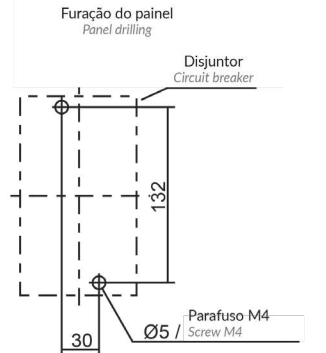 Furação do painel
Panel drilling
Disjuntor
Circuit breaker
132
30
Ø5 / Parafuso M4
Screw M4